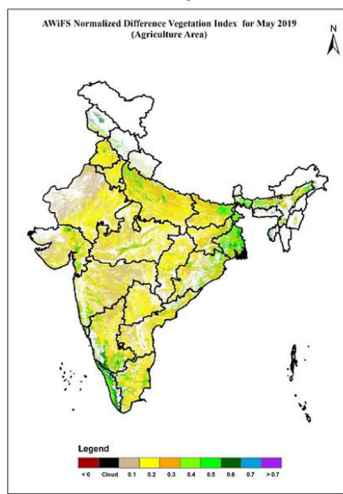 AWiFS Normalized Difference Vegetation Index for May 2019
(Agriculture Area)
N
Legend
< 0 Cloud 0.1 0.2 0.3 0.4 0.5 0.6 0.7 > 0.7